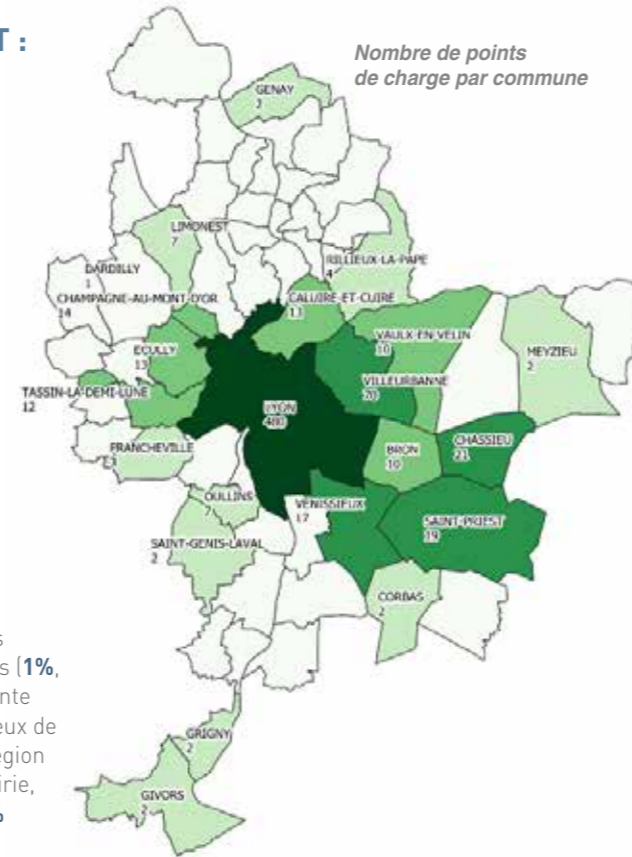 T :
Nombre de points
de charge par commune
GENAY
2
LIMONEST
7
RILLIEUX-LA-PAPE
4
DARDILLY
1
CHAMPAGNE-AU-MONT-D'OR
14
CALUIRE-ET-CUIRE
13
VAULX-EN-VELIN
10
ECULLY
13
MEYZIEU
2
VILLEURBANNE
20
TASSIN-LA-DEMI-LUNE
12
LYON
480
CHASSIEU
21
BRON
10
FRANCHEVILLE
OULLINS
7
VENISSIEUX
17
SAINT-PRIEST
19
SAINT-GENIS-LAVAL
2
CORBAS
2
s
s (1%,
nte
eux de
égion
irie,
%
GRIGNY
2
GIVORS
2